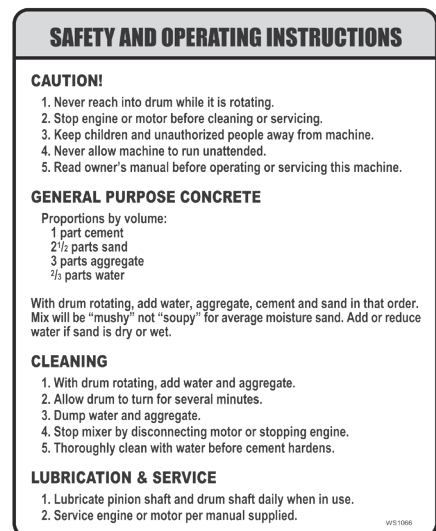 SAFETY AND OPERATING INSTRUCTIONS
CAUTION!
1. Never reach into drum while it is rotating.
2. Stop engine or motor before cleaning or servicing.
3. Keep children and unauthorized people away from machine.
4. Never allow machine to run unattended.
5. Read owner's manual before operating or servicing this machine.
GENERAL PURPOSE CONCRETE
Proportions by volume:
1 part cement
2 1/2 parts sand
3 parts aggregate
2/3 parts water
With drum rotating, add water, aggregate, cement and sand in that order.
Mix will be "mushy" not "soupy" for average moisture sand. Add or reduce
water if sand is dry or wet.
CLEANING
1. With drum rotating, add water and aggregate.
2. Allow drum to turn for several minutes.
3. Dump water and aggregate.
4. Stop mixer by disconnecting motor or stopping engine.
5. Thoroughly clean with water before cement hardens.
LUBRICATION & SERVICE
1. Lubricate pinion shaft and drum shaft daily when in use.
2. Service engine or motor per manual supplied.
WS1066